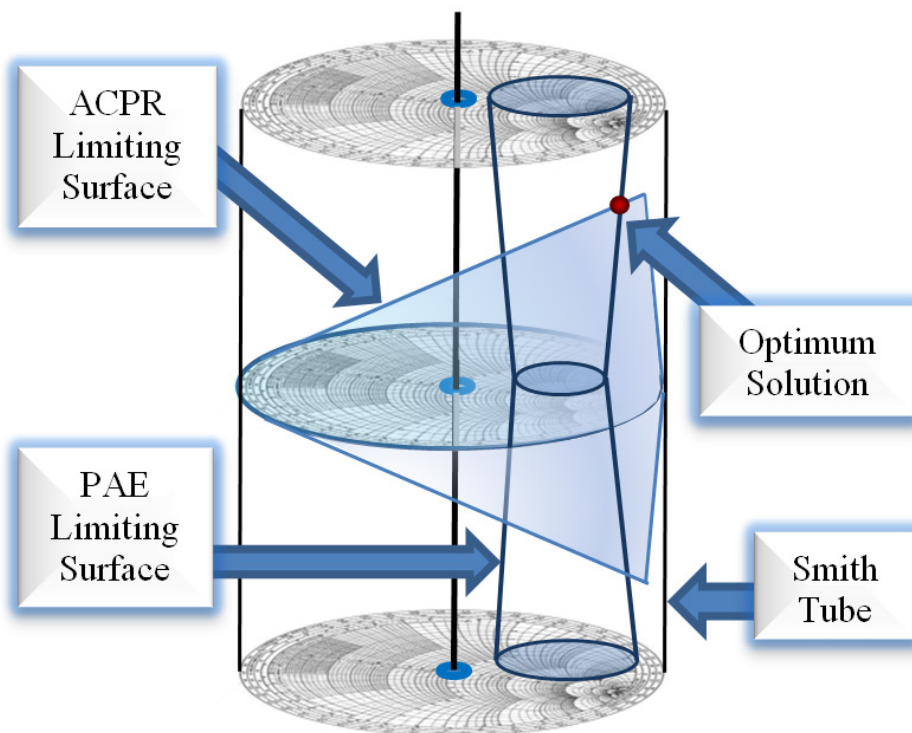 ACPR
Limiting
Surface
Optimum
Solution
PAE
Limiting
Surface
Smith
Tube